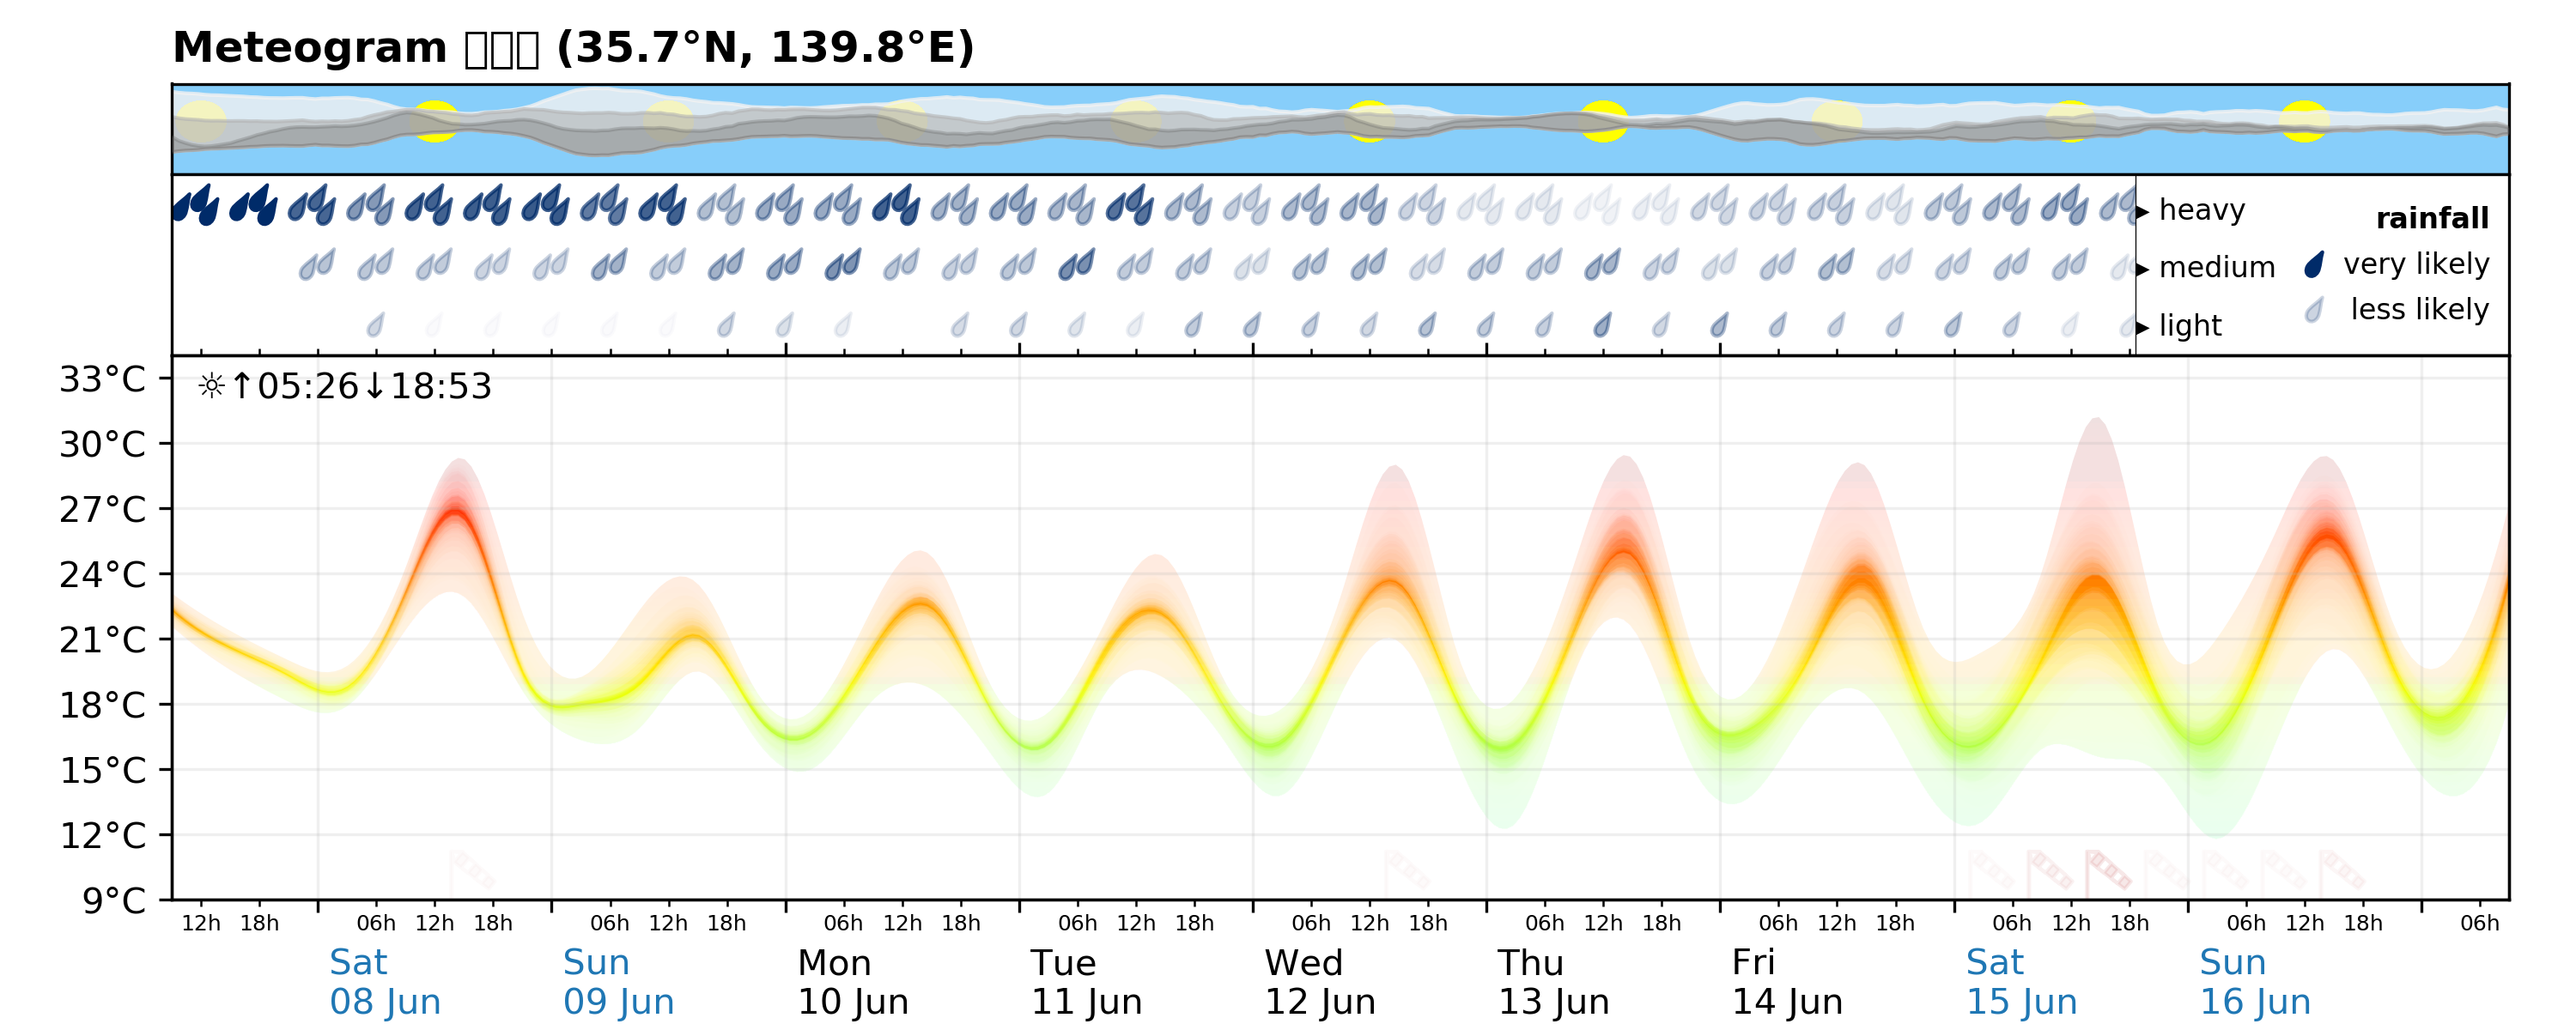 Meteogram (35.7°N, 139.8°E)
heavy
medium
light
rainfall
very likely
less likely
☼↑05:26↓18:53
33°C
30°C
27°C
24°C
21°C
18°C
15°C
12°C
9°C
12h 18h 06h 12h 18h 06h 12h 18h 06h 12h 18h 06h 12h 18h 06h 12h 18h 06h 12h 18h 06h 12h 18h 06h 12h 18h 06h 12h 18h 06h
Sat Sun Mon Tue Wed Thu Fri Sat Sun
08 Jun 09 Jun 10 Jun 11 Jun 12 Jun 13 Jun 14 Jun 15 Jun 16 Jun